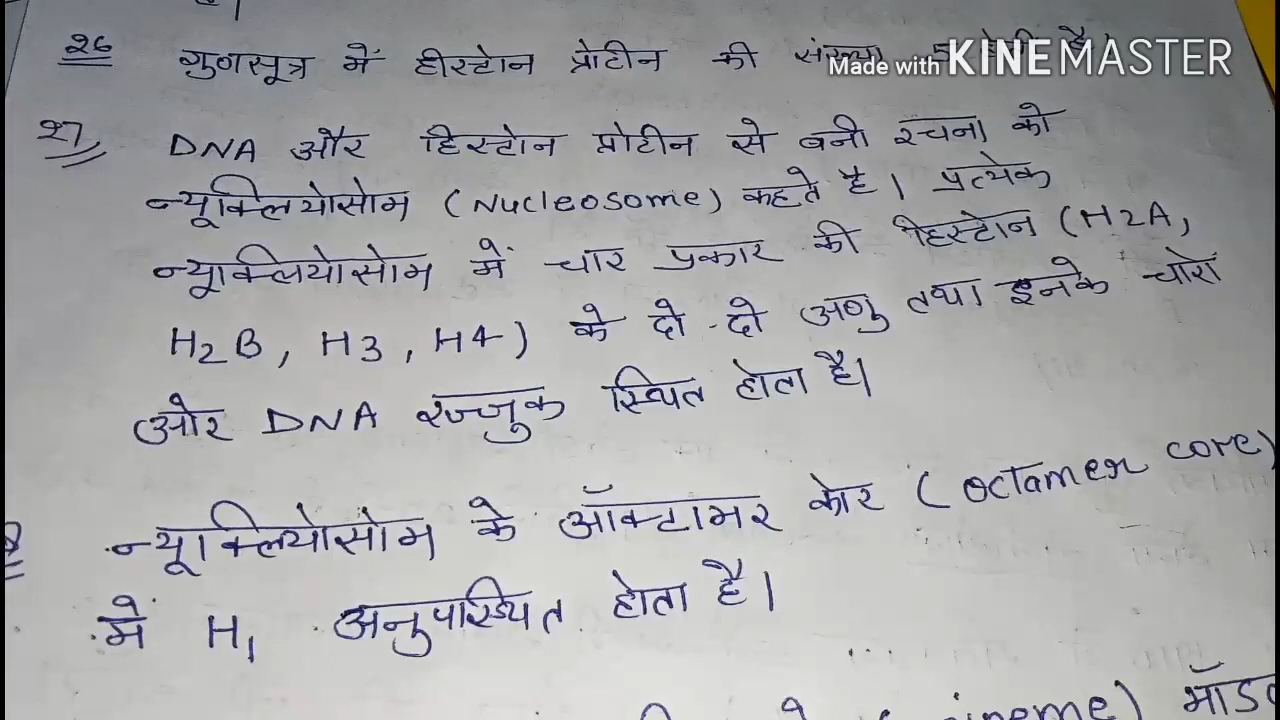 26 गुणसूत्र में हीस्टोन प्रोटीन की संख्या 5 है।
Made with KINEMASTER
27, DNA और हिस्टोन प्रोटीन से बनी रचना को
न्यूक्लियोसोम (Nucleosome) कहते है। प्रत्येक
न्यूक्लियोसोम में चार प्रकार की हिस्टोन (H2A,
H2B, H3, H4) के दो-दो अणु तथा इनके चारो
ओर DNA रज्जुक स्थित होता है।
न्यूक्लियोसोम के ऑक्टामर कोर (Octamer core)
में H1 अनुपस्थित होता है।